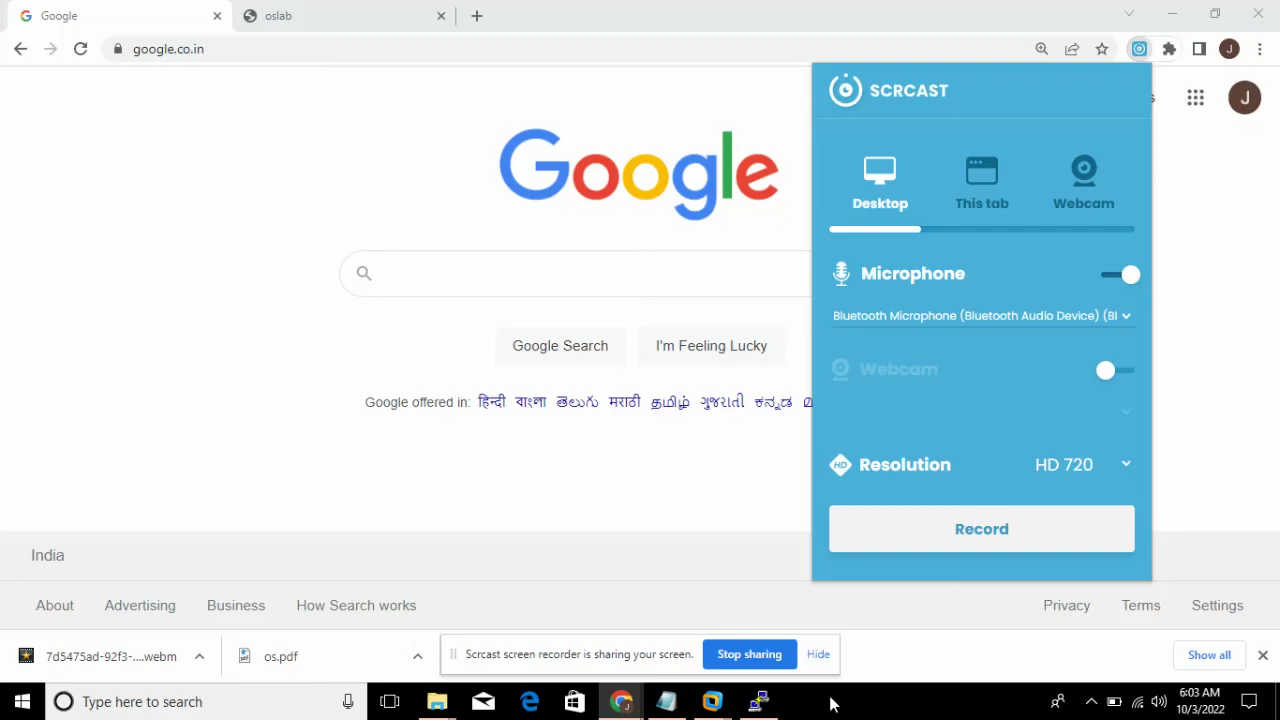 Google
oslab
google.co.in
SCRCAST
J
Google
Desktop
This tab
Webcam
Microphone
Bluetooth Microphone (Bluetooth Audio Device) (Bl
Webcam
HD Resolution HD 720
Record
Google Search
I'm Feeling Lucky
Google offered in: हिन्दी বাংলা తెలుగు मराठी தமிழ் ગુજરાતી ಕನ್ನಡ
India
About Advertising Business How Search works Privacy Terms Settings
7d5475ad-92f3-....webm
os.pdf
Scrcast screen recorder is sharing your screen.
Stop sharing
Hide
Show all
Type here to search
6:03 AM
10/3/2022